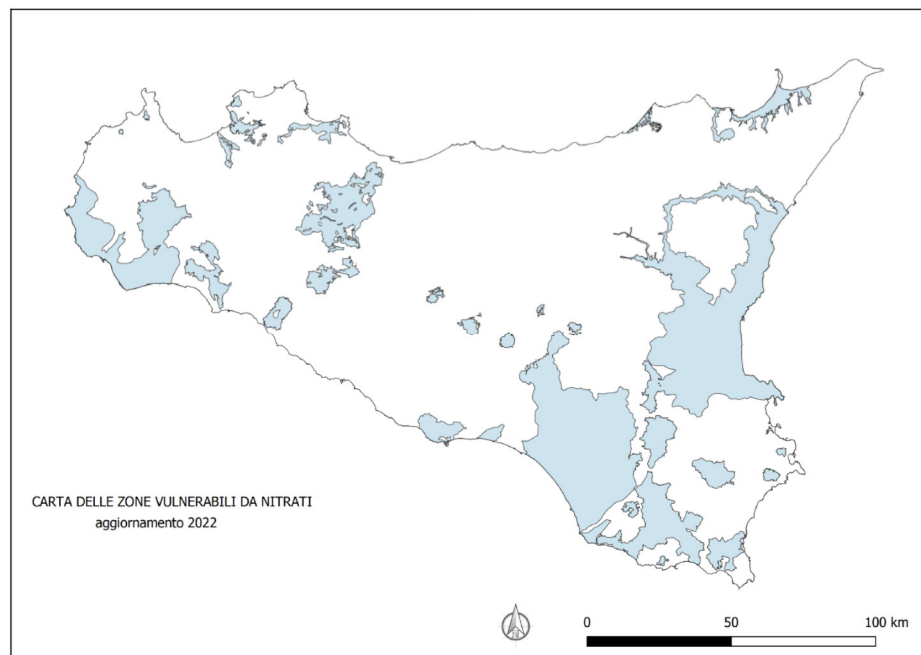 CARTA DELLE ZONE VULNERABILI DA NITRATI
aggiornamento 2022
N
0 50 100 km